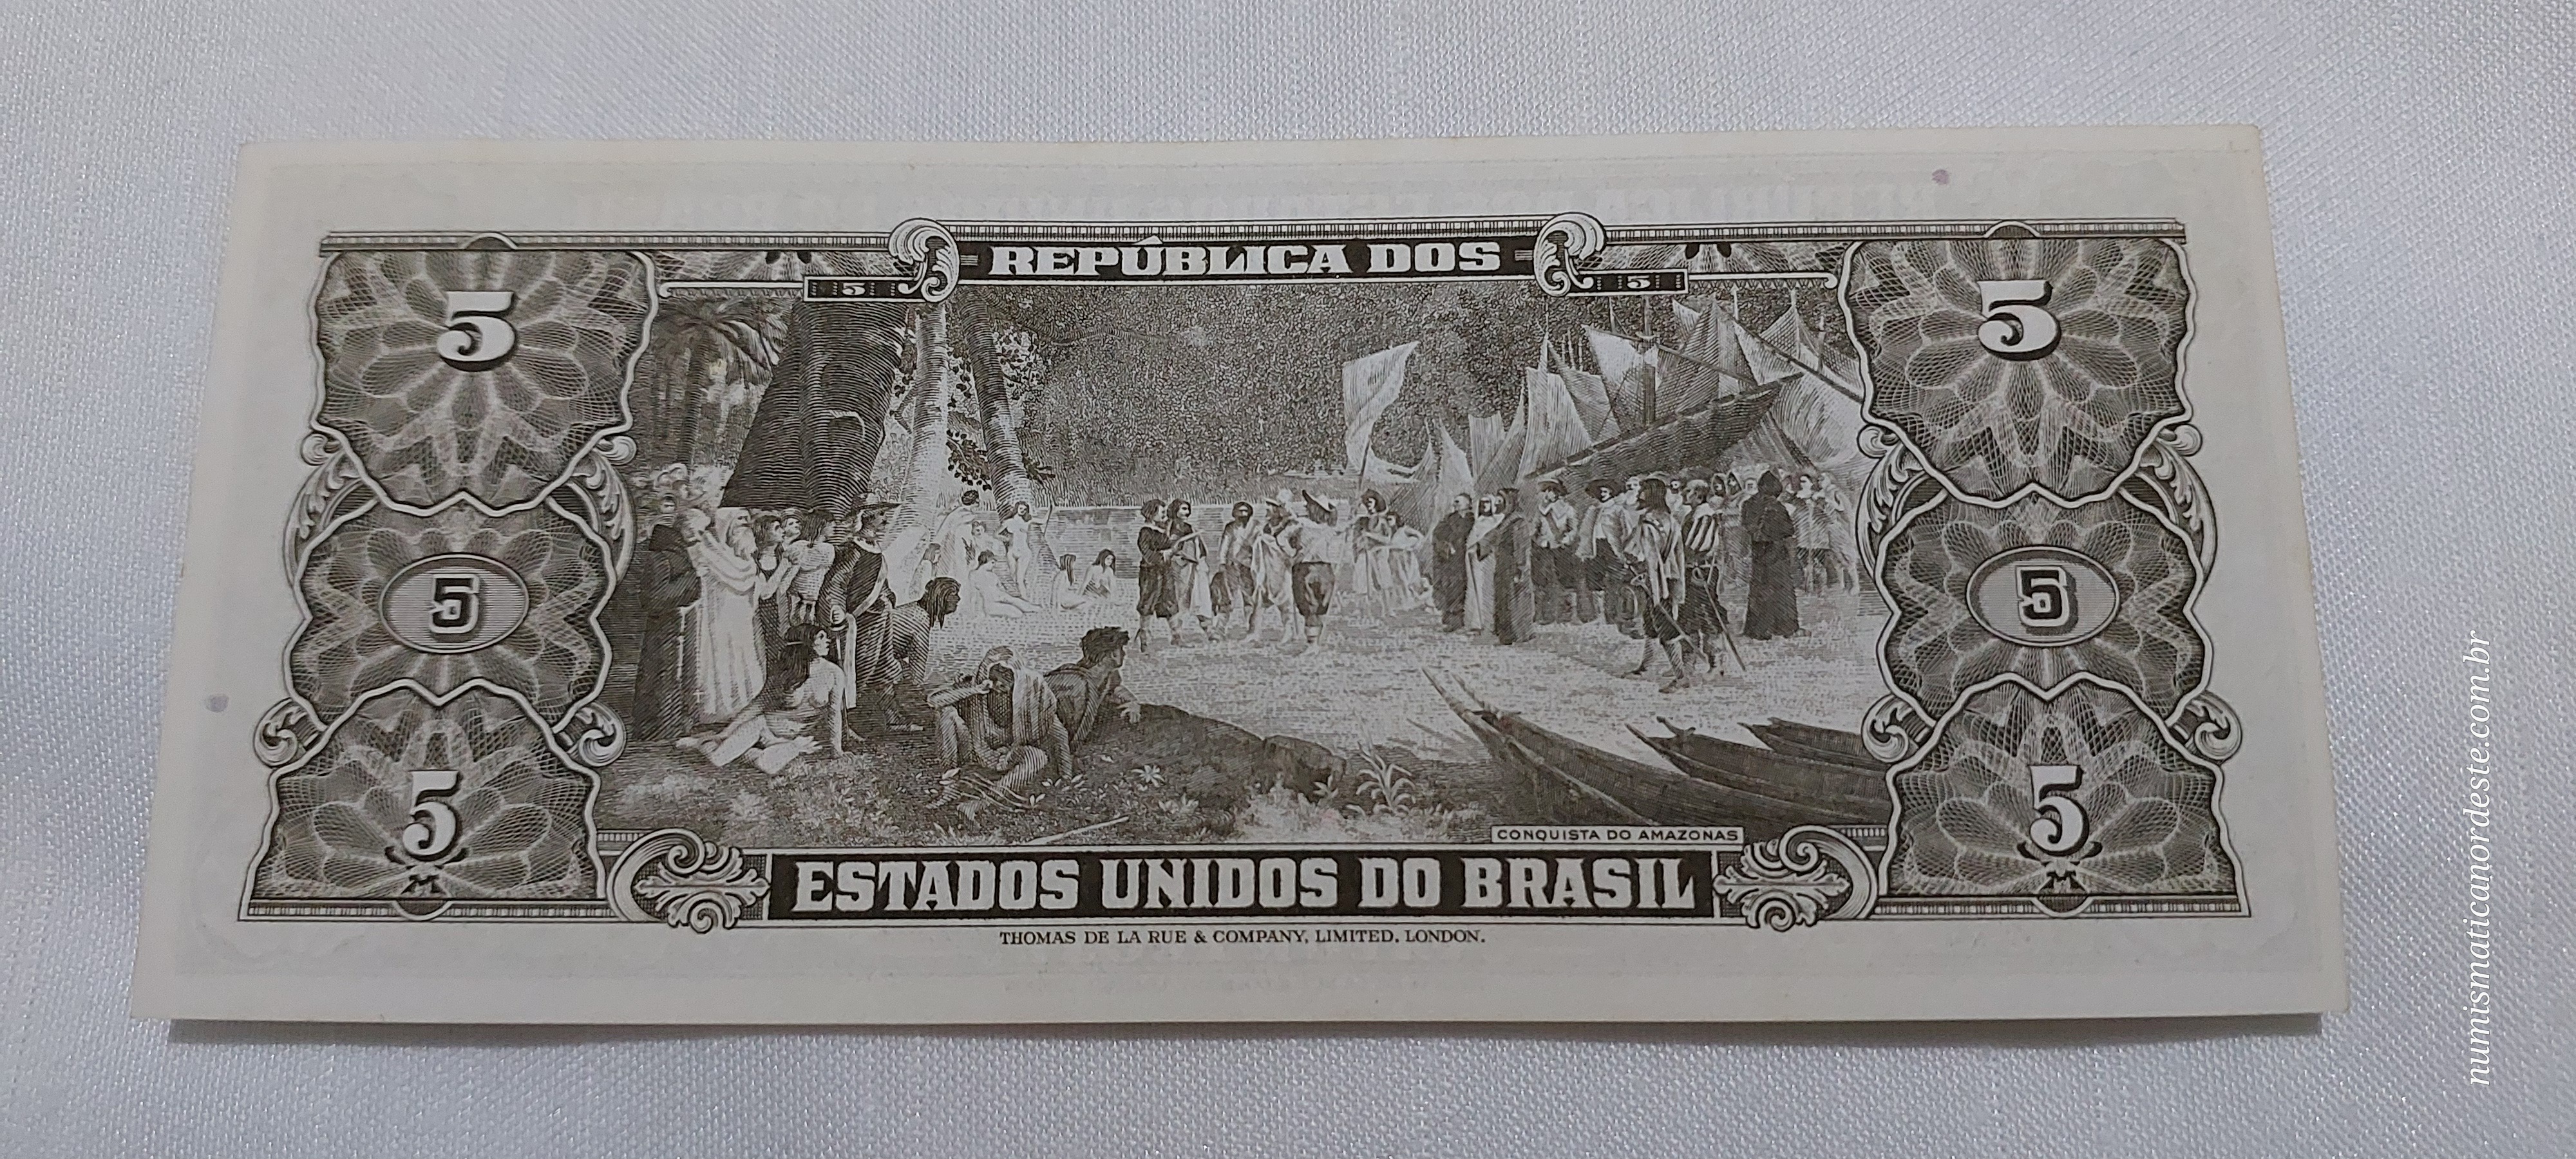 REPÚBLICA DOS
5 5
5 5
5 5
5 5
CONQUISTA DO AMAZONAS
ESTADOS UNIDOS DO BRASIL
THOMAS DE LA RUE & COMPANY, LIMITED. LONDON.
numismaticanordeste.com.br